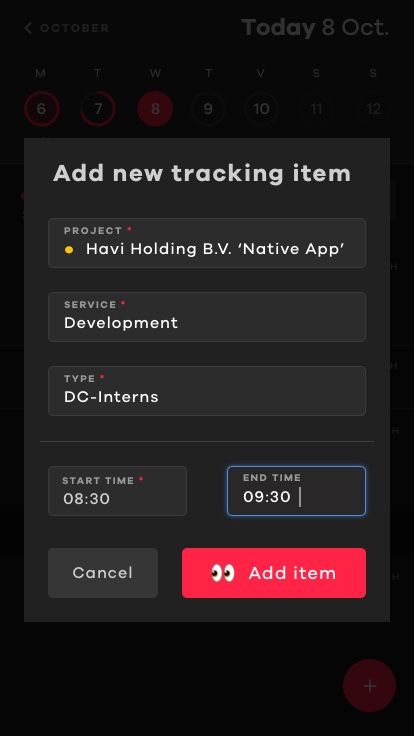 OCTOBER
Today 8 Oct.
M T W T V S S
6 7 8 9 10 11 12
Add new tracking item
PROJECT *
Havi Holding B.V. ‘Native App’
SERVICE *
Development
TYPE *
DC-Interns
START TIME * END TIME
08:30 09:30
Cancel 👀 Add item
+